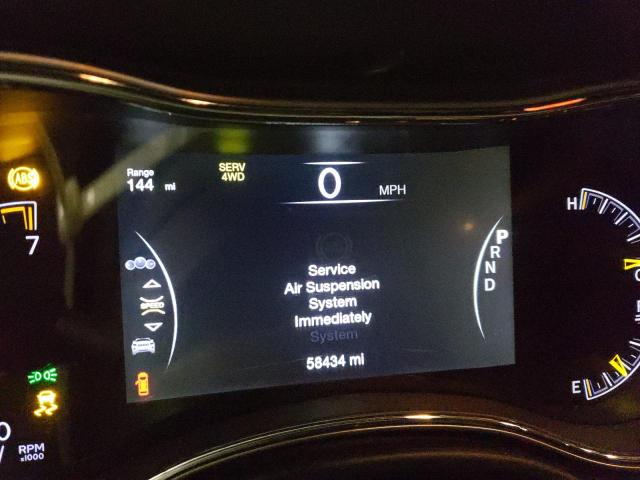 Range
144 mi
SERV
4WD
0 MPH
ABS
7
H
P
R
N
D
SPEED
Service
Air Suspension
System
Immediately
System
58434 mi
E
RPM
x1000